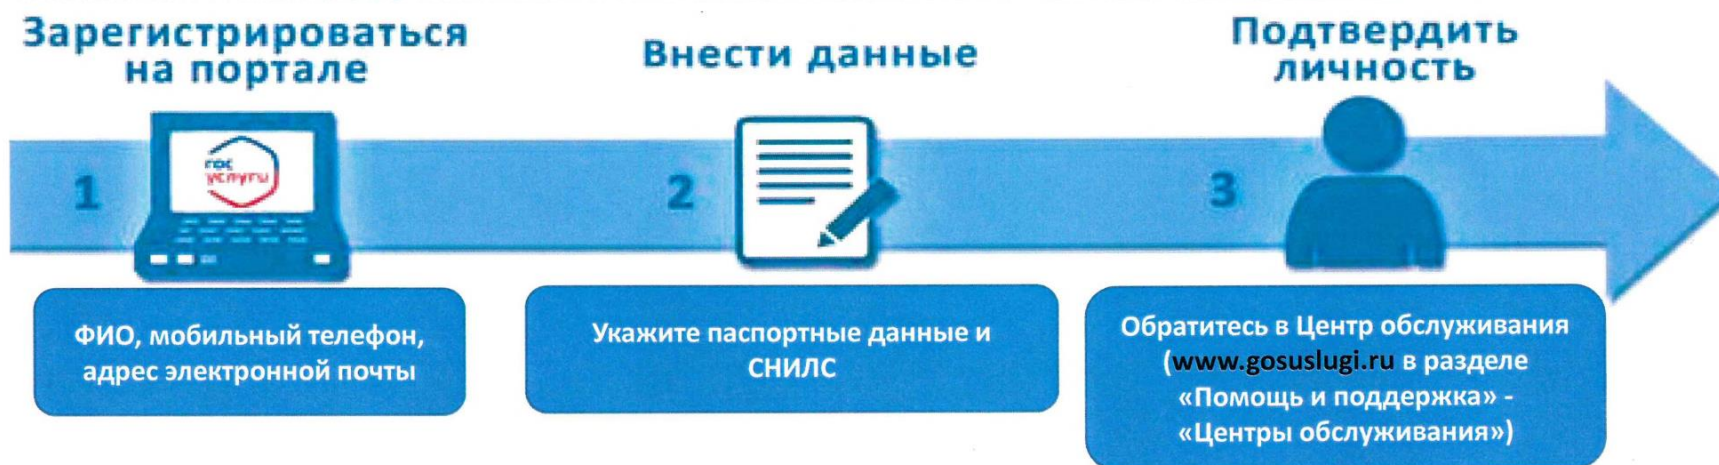 Зарегистрироваться
на портале
1
гос
услуги
ФИО, мобильный телефон,
адрес электронной почты
Внести данные
2
Укажите паспортные данные и
СНИЛС
Подтвердить
личность
3
Обратитесь в Центр обслуживания
(www.gosuslugi.ru в разделе
«Помощь и поддержка» -
«Центры обслуживания»)